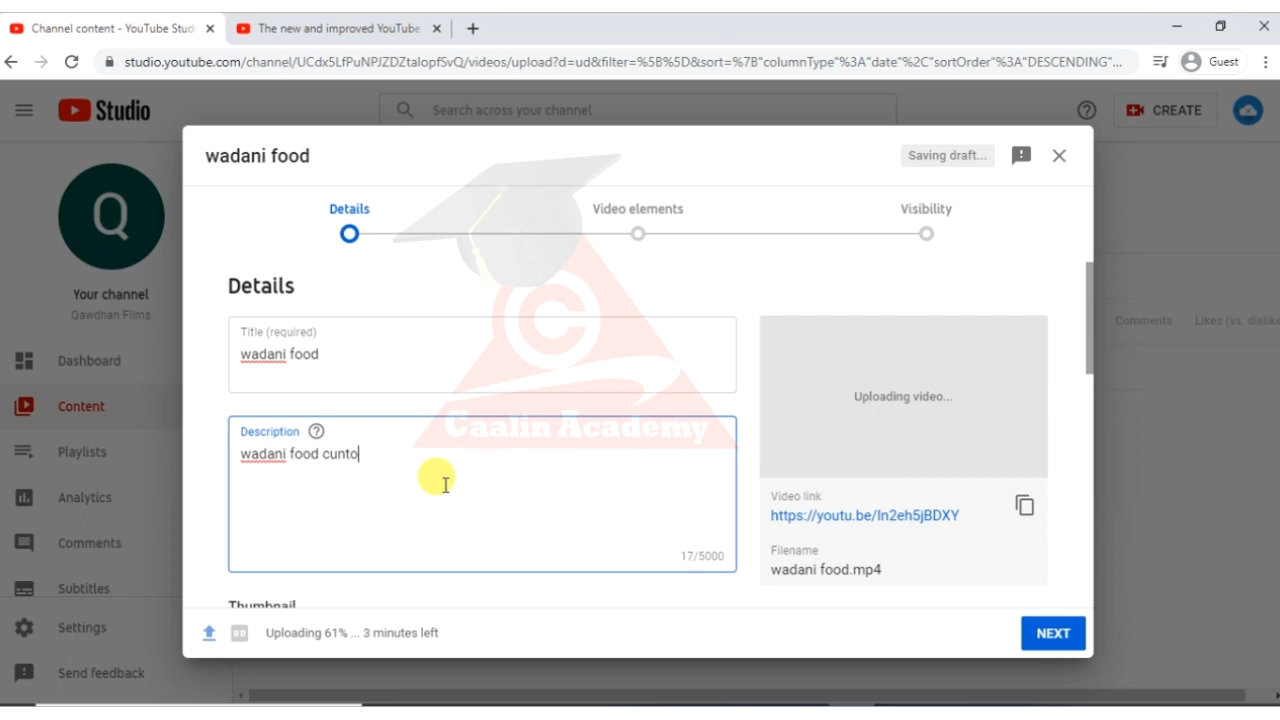 Channel content - YouTube Stud
The new and improved YouTube
studio.youtube.com/channel/UCdx5LfPuNPJZDZtaIopfSvQ/videos/upload?d=ud&filter=%5B%5D&sort=%7B"columnType"%3A"date"%2C"sortOrder"%3A"DESCENDING"...
Guest
Studio
Search across your channel
CREATE
Q
Your channel
Qawdhan Films
Dashboard
Content
Playlists
Analytics
Comments
Subtitles
Settings
Send feedback
wadani food
Saving draft...
Details
Video elements
Visibility
Details
Title (required)
wadani food
Description
wadani food cunto
17/5000
Thumbnail
Uploading video...
Video link
https://youtu.be/In2eh5jBDXY
Filename
wadani food.mp4
Uploading 61% ... 3 minutes left
NEXT
Comments
Likes (vs. dislike
Caalin Academy